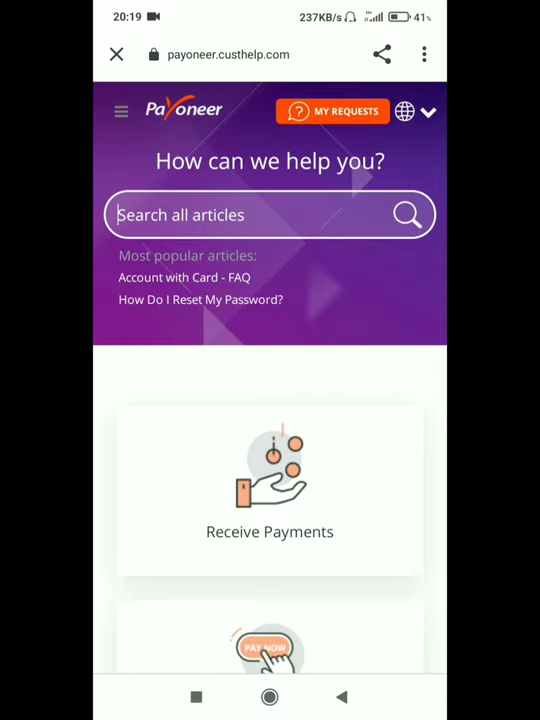 20:19 237KB/s 41%
payoneer.custhelp.com
Payoneer
MY REQUESTS
How can we help you?
Search all articles
Most popular articles:
Account with Card - FAQ
How Do I Reset My Password?
Receive Payments
PAY NOW